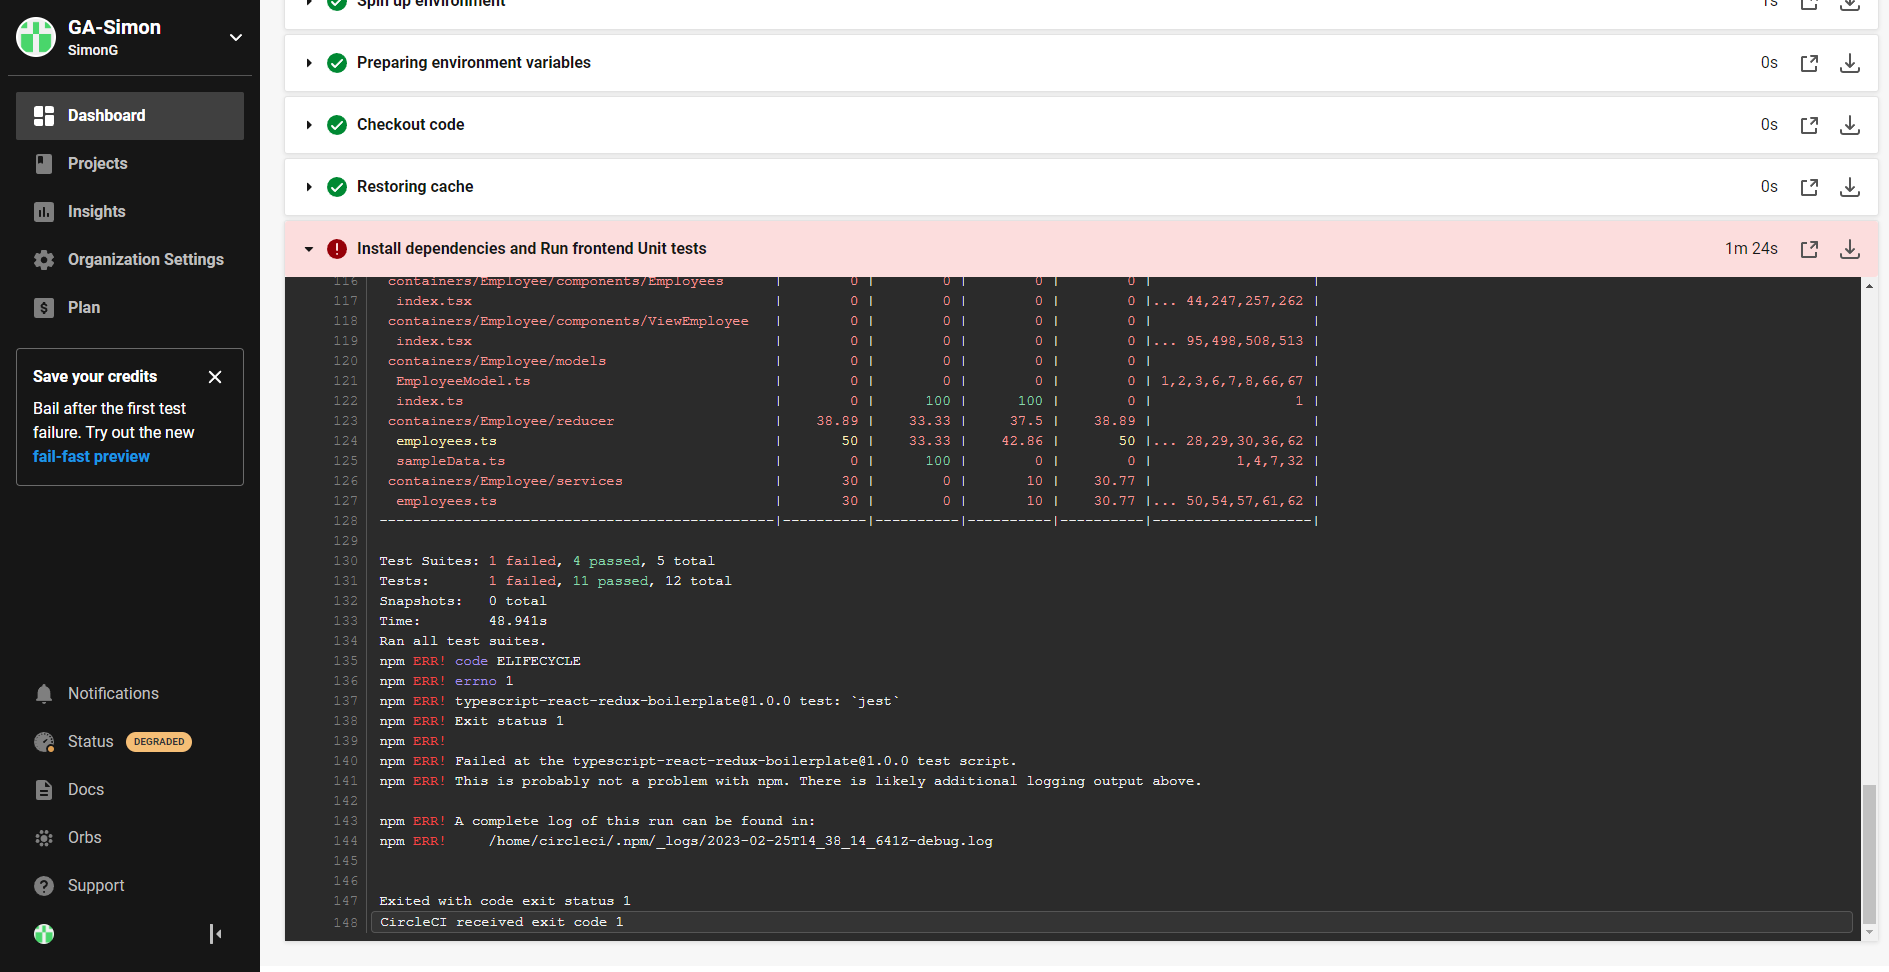 GA-Simon
SimonG
Dashboard
Projects
Insights
Organization Settings
Plan
Save your credits
Bail after the first test
failure. Try out the new
fail-fast preview
Notifications
Status DEGRADED
Docs
Orbs
Support
Spin up environment 1s
Preparing environment variables 0s
Checkout code 0s
Restoring cache 0s
Install dependencies and Run frontend Unit tests 1m 24s
116 containers/Employee/components/Employees | 0 | 0 | 0 | 0 | |
117 index.tsx | 0 | 0 | 0 | 0 |... 44,247,257,262 |
118 containers/Employee/components/ViewEmployee | 0 | 0 | 0 | 0 | |
119 index.tsx | 0 | 0 | 0 | 0 |... 95,498,508,513 |
120 containers/Employee/models | 0 | 0 | 0 | 0 | |
121 EmployeeModel.ts | 0 | 0 | 0 | 0 | 1,2,3,6,7,8,66,67 |
122 index.ts | 0 | 100 | 100 | 0 | 1 |
123 containers/Employee/reducer | 38.89 | 33.33 | 37.5 | 38.89 | |
124 employees.ts | 50 | 33.33 | 42.86 | 50 |... 28,29,30,36,62 |
125 sampleData.ts | 0 | 100 | 0 | 0 | 1,4,7,32 |
126 containers/Employee/services | 30 | 0 | 10 | 30.77 | |
127 employees.ts | 30 | 0 | 10 | 30.77 |... 50,54,57,61,62 |
128 -----------------------------------------------|----------|----------|----------|----------|-------------------|
129
130 Test Suites: 1 failed, 4 passed, 5 total
131 Tests: 1 failed, 11 passed, 12 total
132 Snapshots: 0 total
133 Time: 48.941s
134 Ran all test suites.
135 npm ERR! code ELIFECYCLE
136 npm ERR! errno 1
137 npm ERR! typescript-react-redux-boilerplate@1.0.0 test: `jest`
138 npm ERR! Exit status 1
139 npm ERR!
140 npm ERR! Failed at the typescript-react-redux-boilerplate@1.0.0 test script.
141 npm ERR! This is probably not a problem with npm. There is likely additional logging output above.
142
143 npm ERR! A complete log of this run can be found in:
144 npm ERR! /home/circleci/.npm/_logs/2023-02-25T14_38_14_641Z-debug.log
145
146
147 Exited with code exit status 1
148 CircleCI received exit code 1